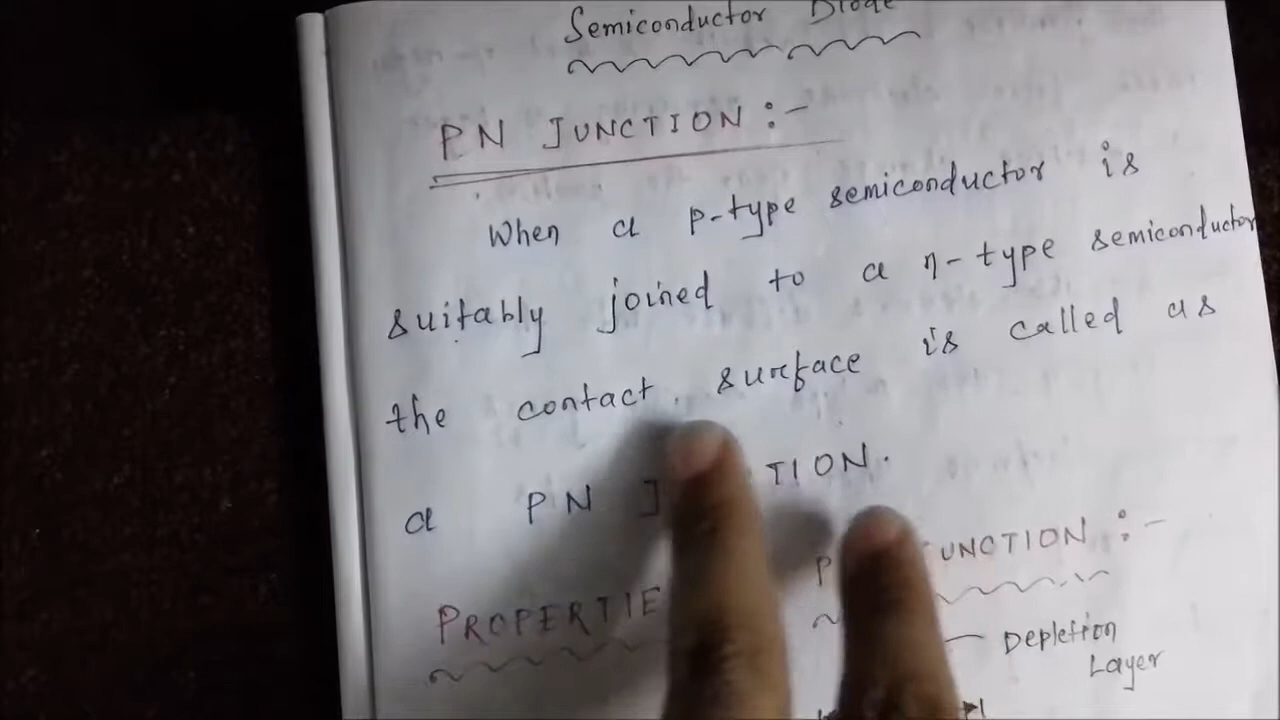 Semiconductor Diode
PN JUNCTION :-
When a p-type semiconductor is
suitably joined to a n-type semiconductor
the contact surface is called as
a PN J TION.
PROPERTIE P UNCTION :-
Depletion
Layer